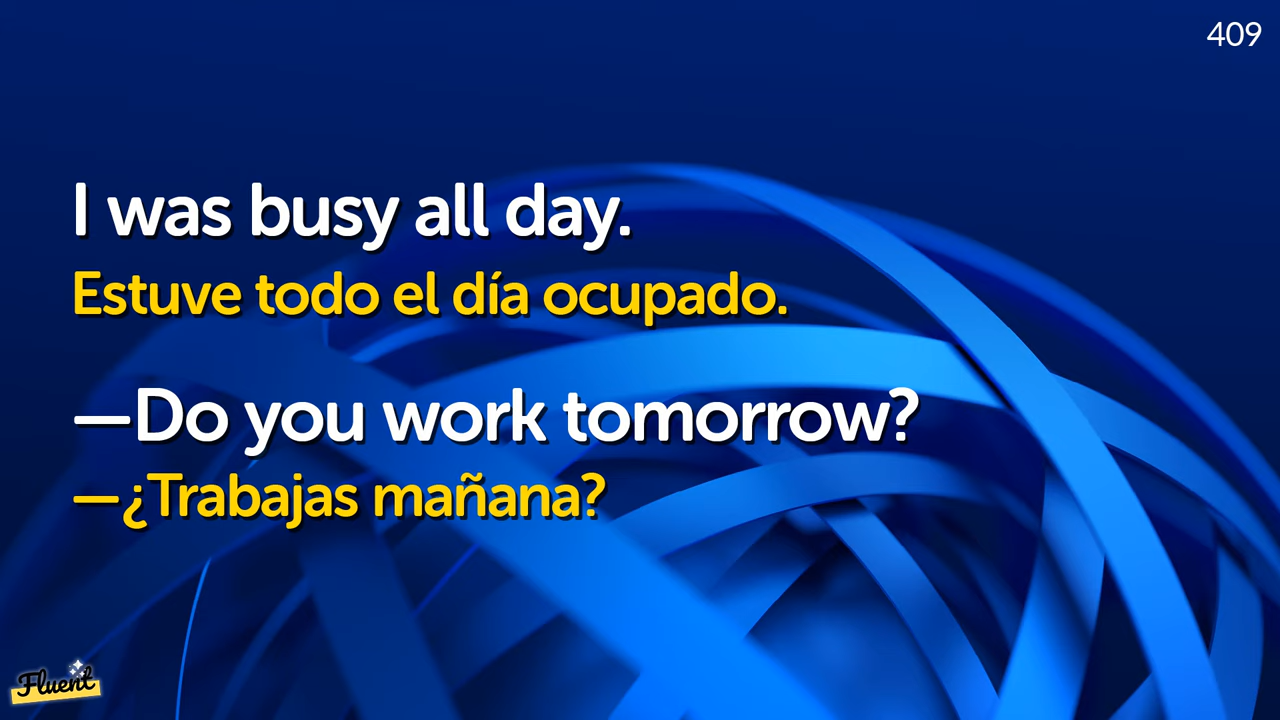 409
I was busy all day.
Estuve todo el día ocupado.
—Do you work tomorrow?
—¿Trabajas mañana?
Fluent